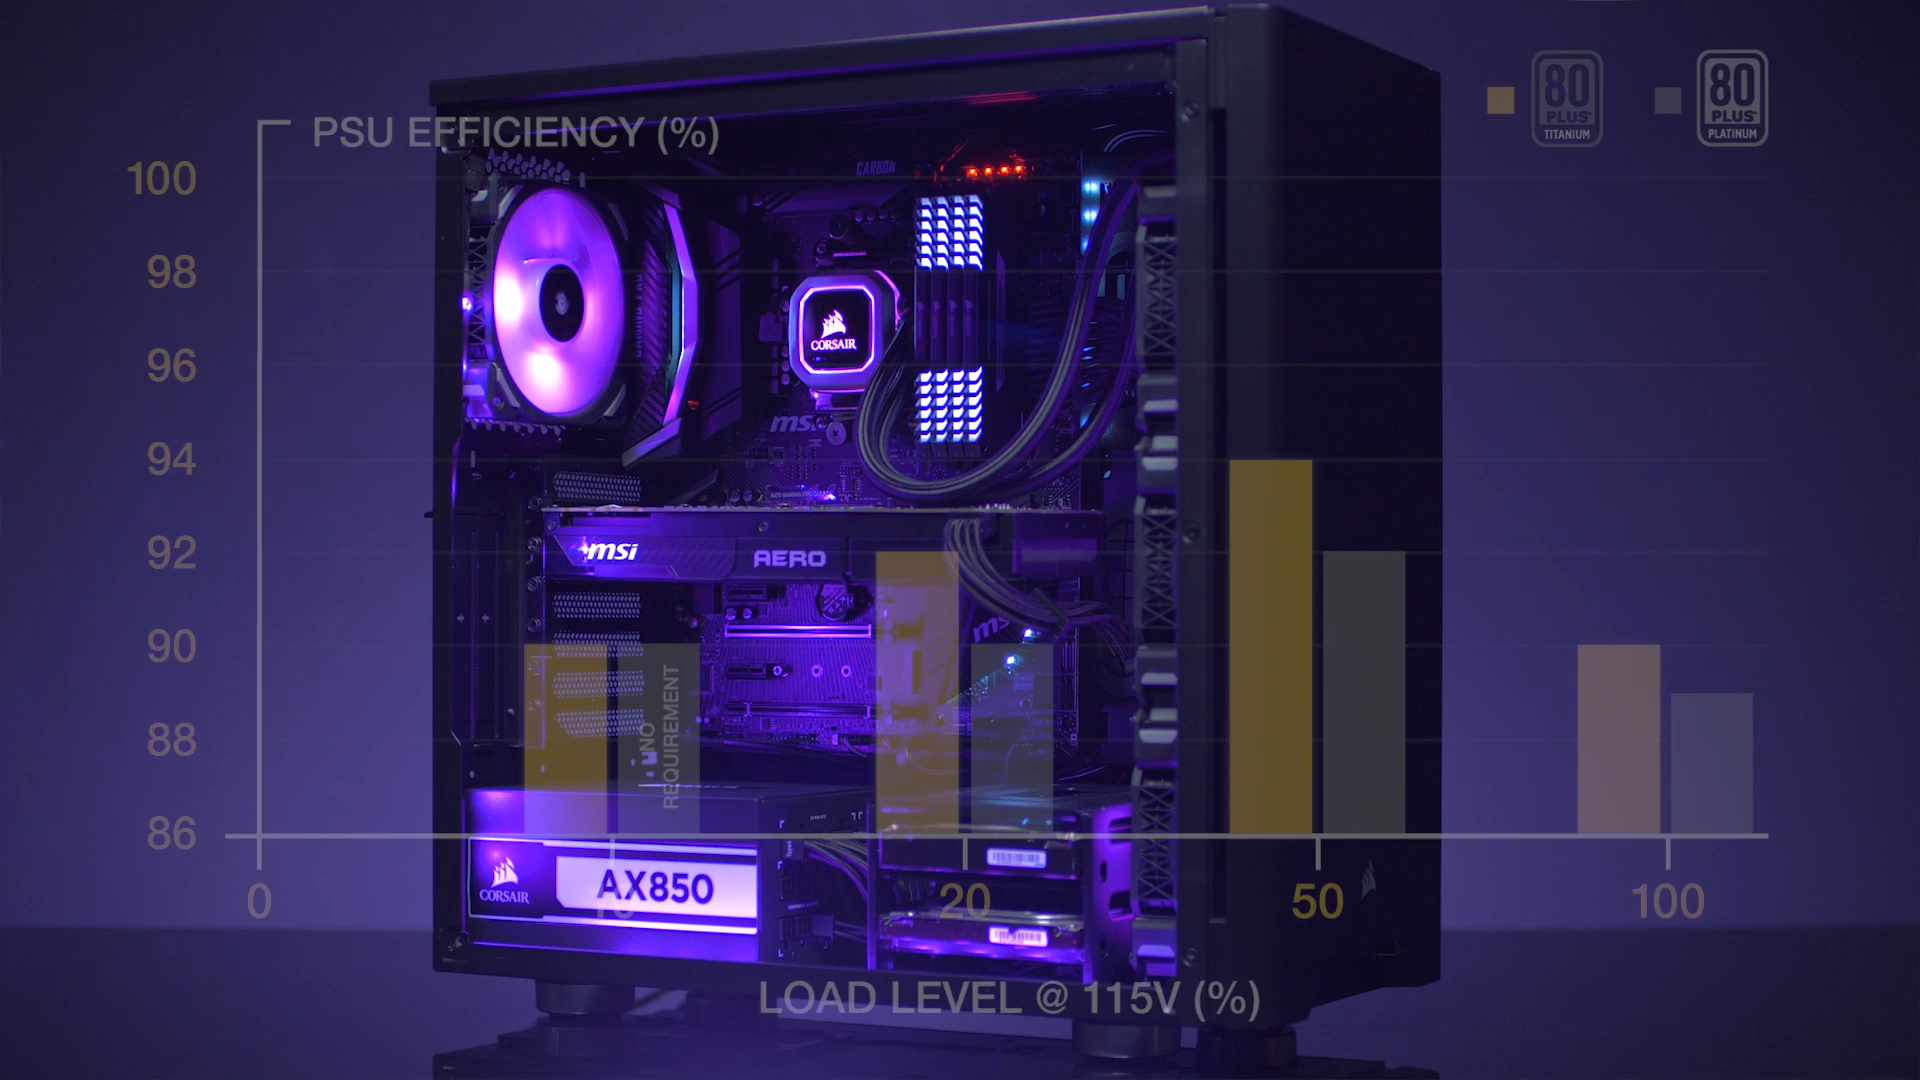 PSU EFFICIENCY (%)
80
PLUS
TITANIUM
80
PLUS
PLATINUM
100
98
96
94
92
90
88
86
CARBON
CORSAIR
msi
msi
AERO
NO
REQUIREMENT
CORSAIR
AX850
0
10
20
50
100
LOAD LEVEL @ 115V (%)